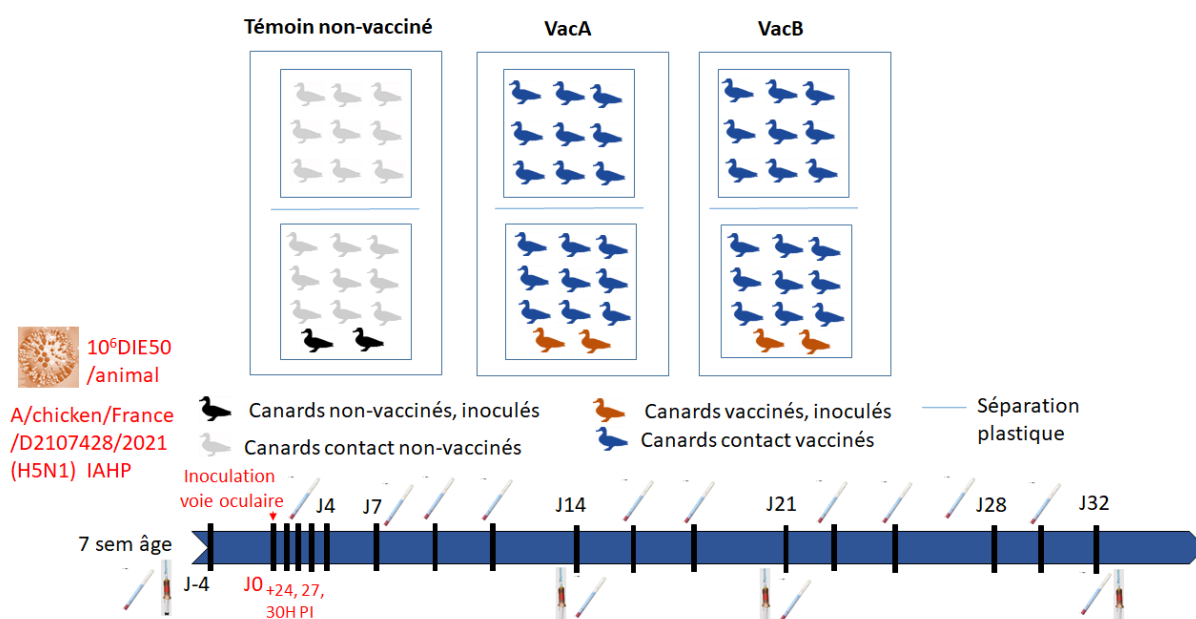 Témoin non-vacciné
VacA
VacB
10⁶DIE50
/animal
A/chicken/France
/D2107428/2021
(H5N1) IAHP
Canards non-vaccinés, inoculés
Canards contact non-vaccinés
Canards vaccinés, inoculés
Canards contact vaccinés
Séparation
plastique
Inoculation
voie oculaire
J4
J7
J14
J21
J28
J32
7 sem âge
J-4
J0
+24, 27,
30H PI